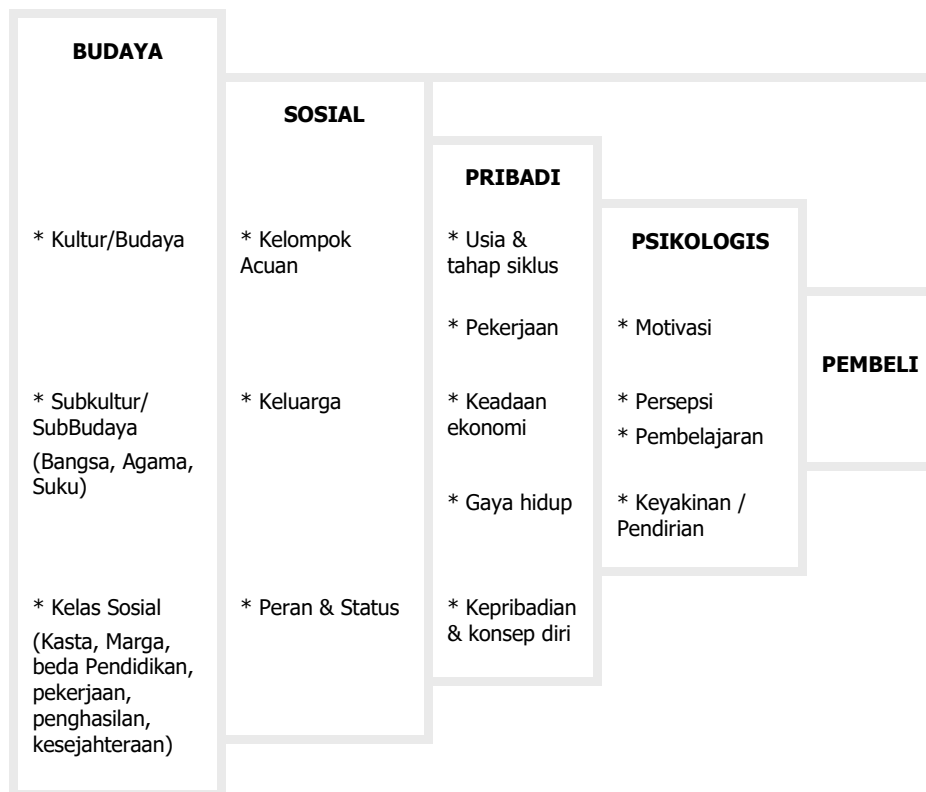 BUDAYA
* Kultur/Budaya
* Subkultur/
SubBudaya
(Bangsa, Agama,
Suku)
* Kelas Sosial
(Kasta, Marga,
beda Pendidikan,
pekerjaan,
penghasilan,
kesejahteraan)
SOSIAL
* Kelompok
Acuan
* Keluarga
* Peran & Status
PRIBADI
* Usia &
tahap siklus
* Pekerjaan
* Keadaan
ekonomi
* Gaya hidup
* Kepribadian
& konsep diri
PSIKOLOGIS
* Motivasi
* Persepsi
* Pembelajaran
* Keyakinan /
Pendirian
PEMBELI